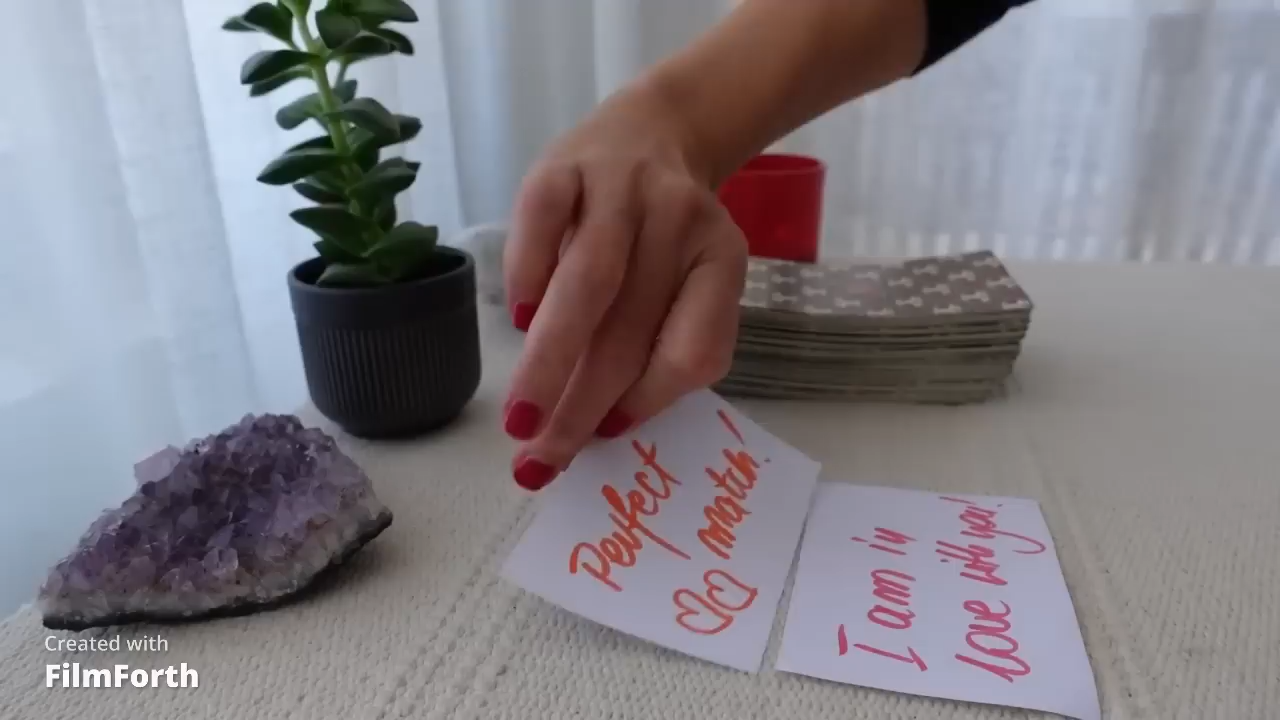 Perfect
match!
I am in
Love with you!
Created with
FilmForth